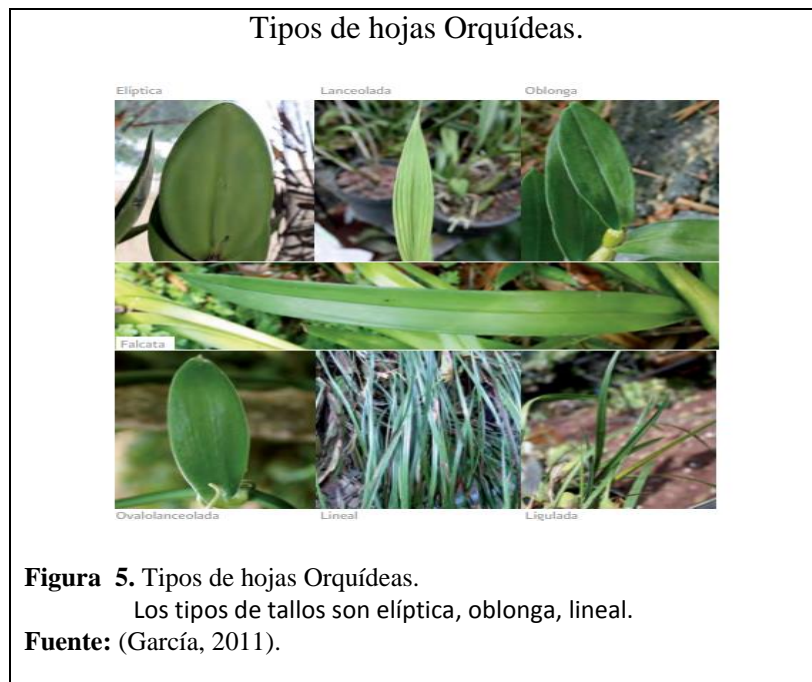 Tipos de hojas Orquídeas.
Elíptica Lanceolada Oblonga
Falcata
Ovalolanceolada Lineal Ligulada
Figura 5. Tipos de hojas Orquídeas.
Los tipos de tallos son elíptica, oblonga, lineal.
Fuente: (García, 2011).